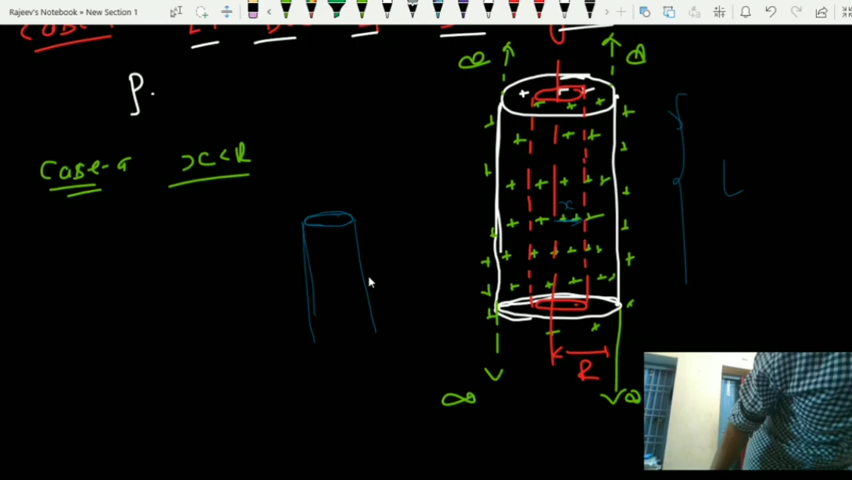 Rajeev's Notebook » New Section 1
ρ.
∞ ∞
Case-a x<R
x
L
R
∞ ∞